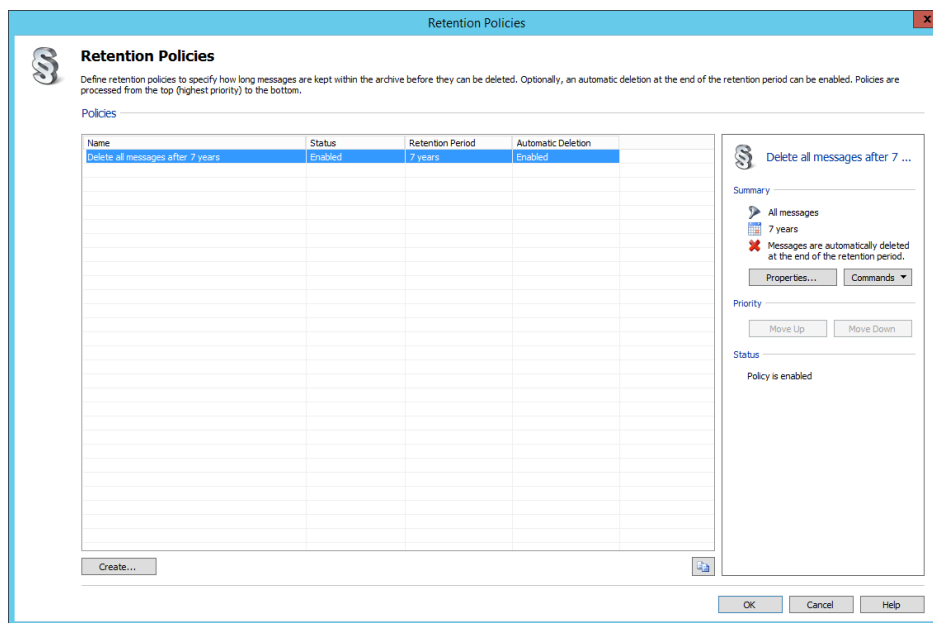 Retention Policies
x
Retention Policies
Define retention policies to specify how long messages are kept within the archive before they can be deleted. Optionally, an automatic deletion at the end of the retention period can be enabled. Policies are
processed from the top (highest priority) to the bottom.
Policies
Name Status Retention Period Automatic Deletion
Delete all messages after 7 years Enabled 7 years Enabled
Delete all messages after 7 ...
Summary
All messages
7 years
Messages are automatically deleted
at the end of the retention period.
Properties... Commands
Priority
Move Up Move Down
Status
Policy is enabled
Create...
OK Cancel Help